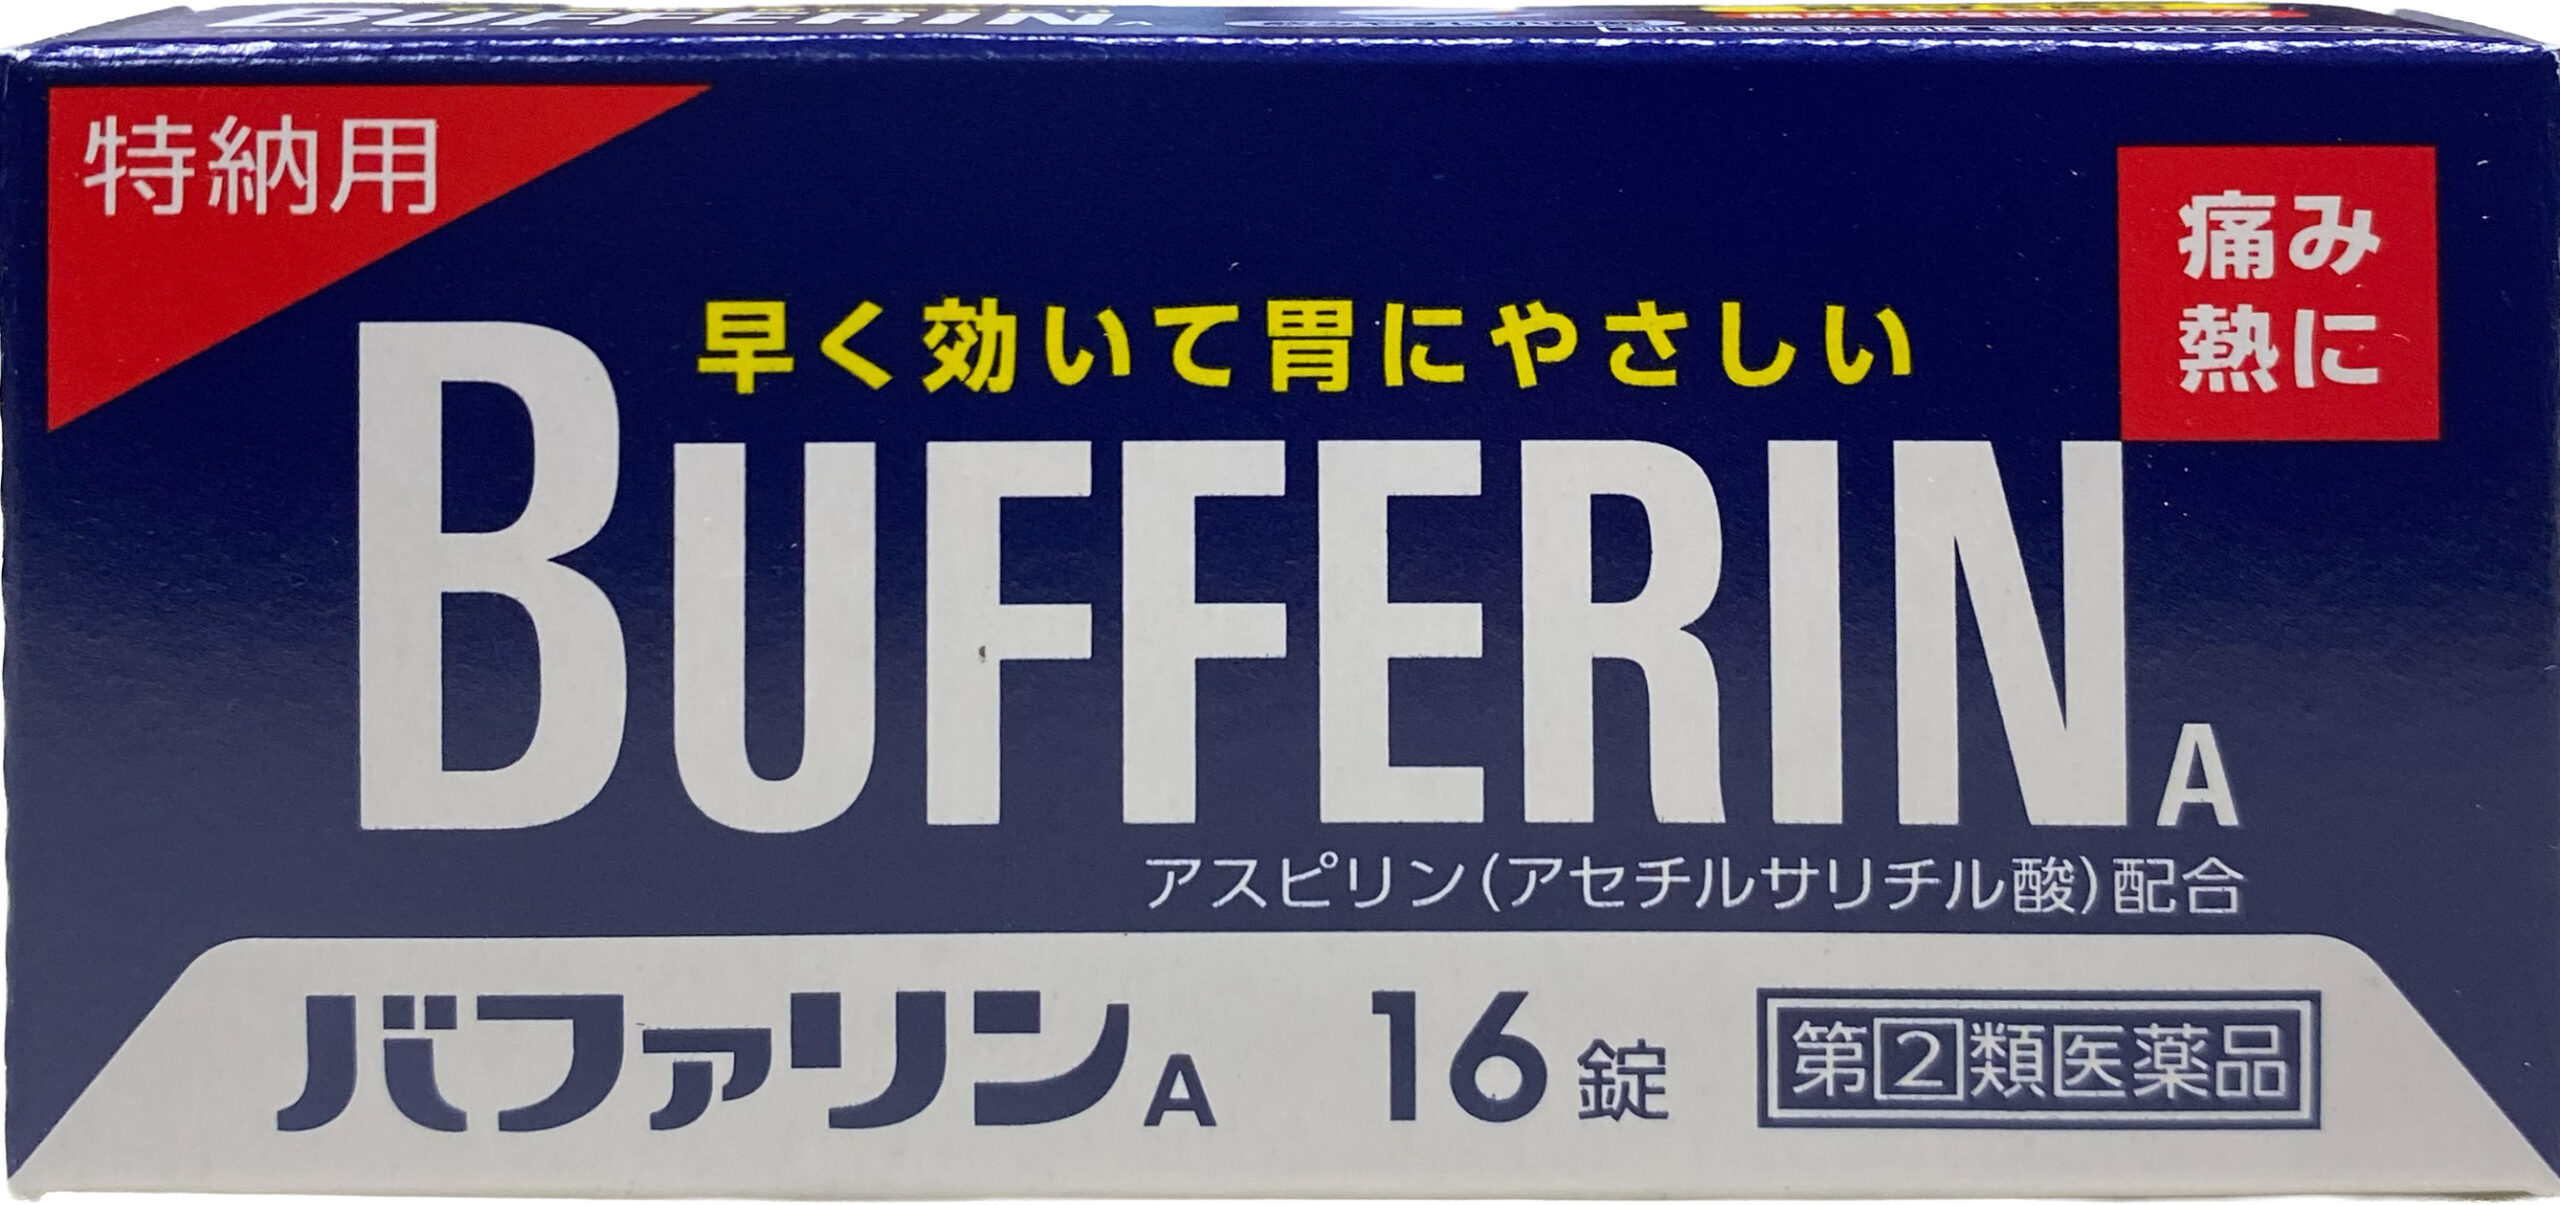 BUFFERIN A
特納用
痛み
熱に
早く効いて胃にやさしい
BUFFERIN A
アスピリン(アセチルサリチル酸)配合
バファリンA 16錠 第②類医薬品